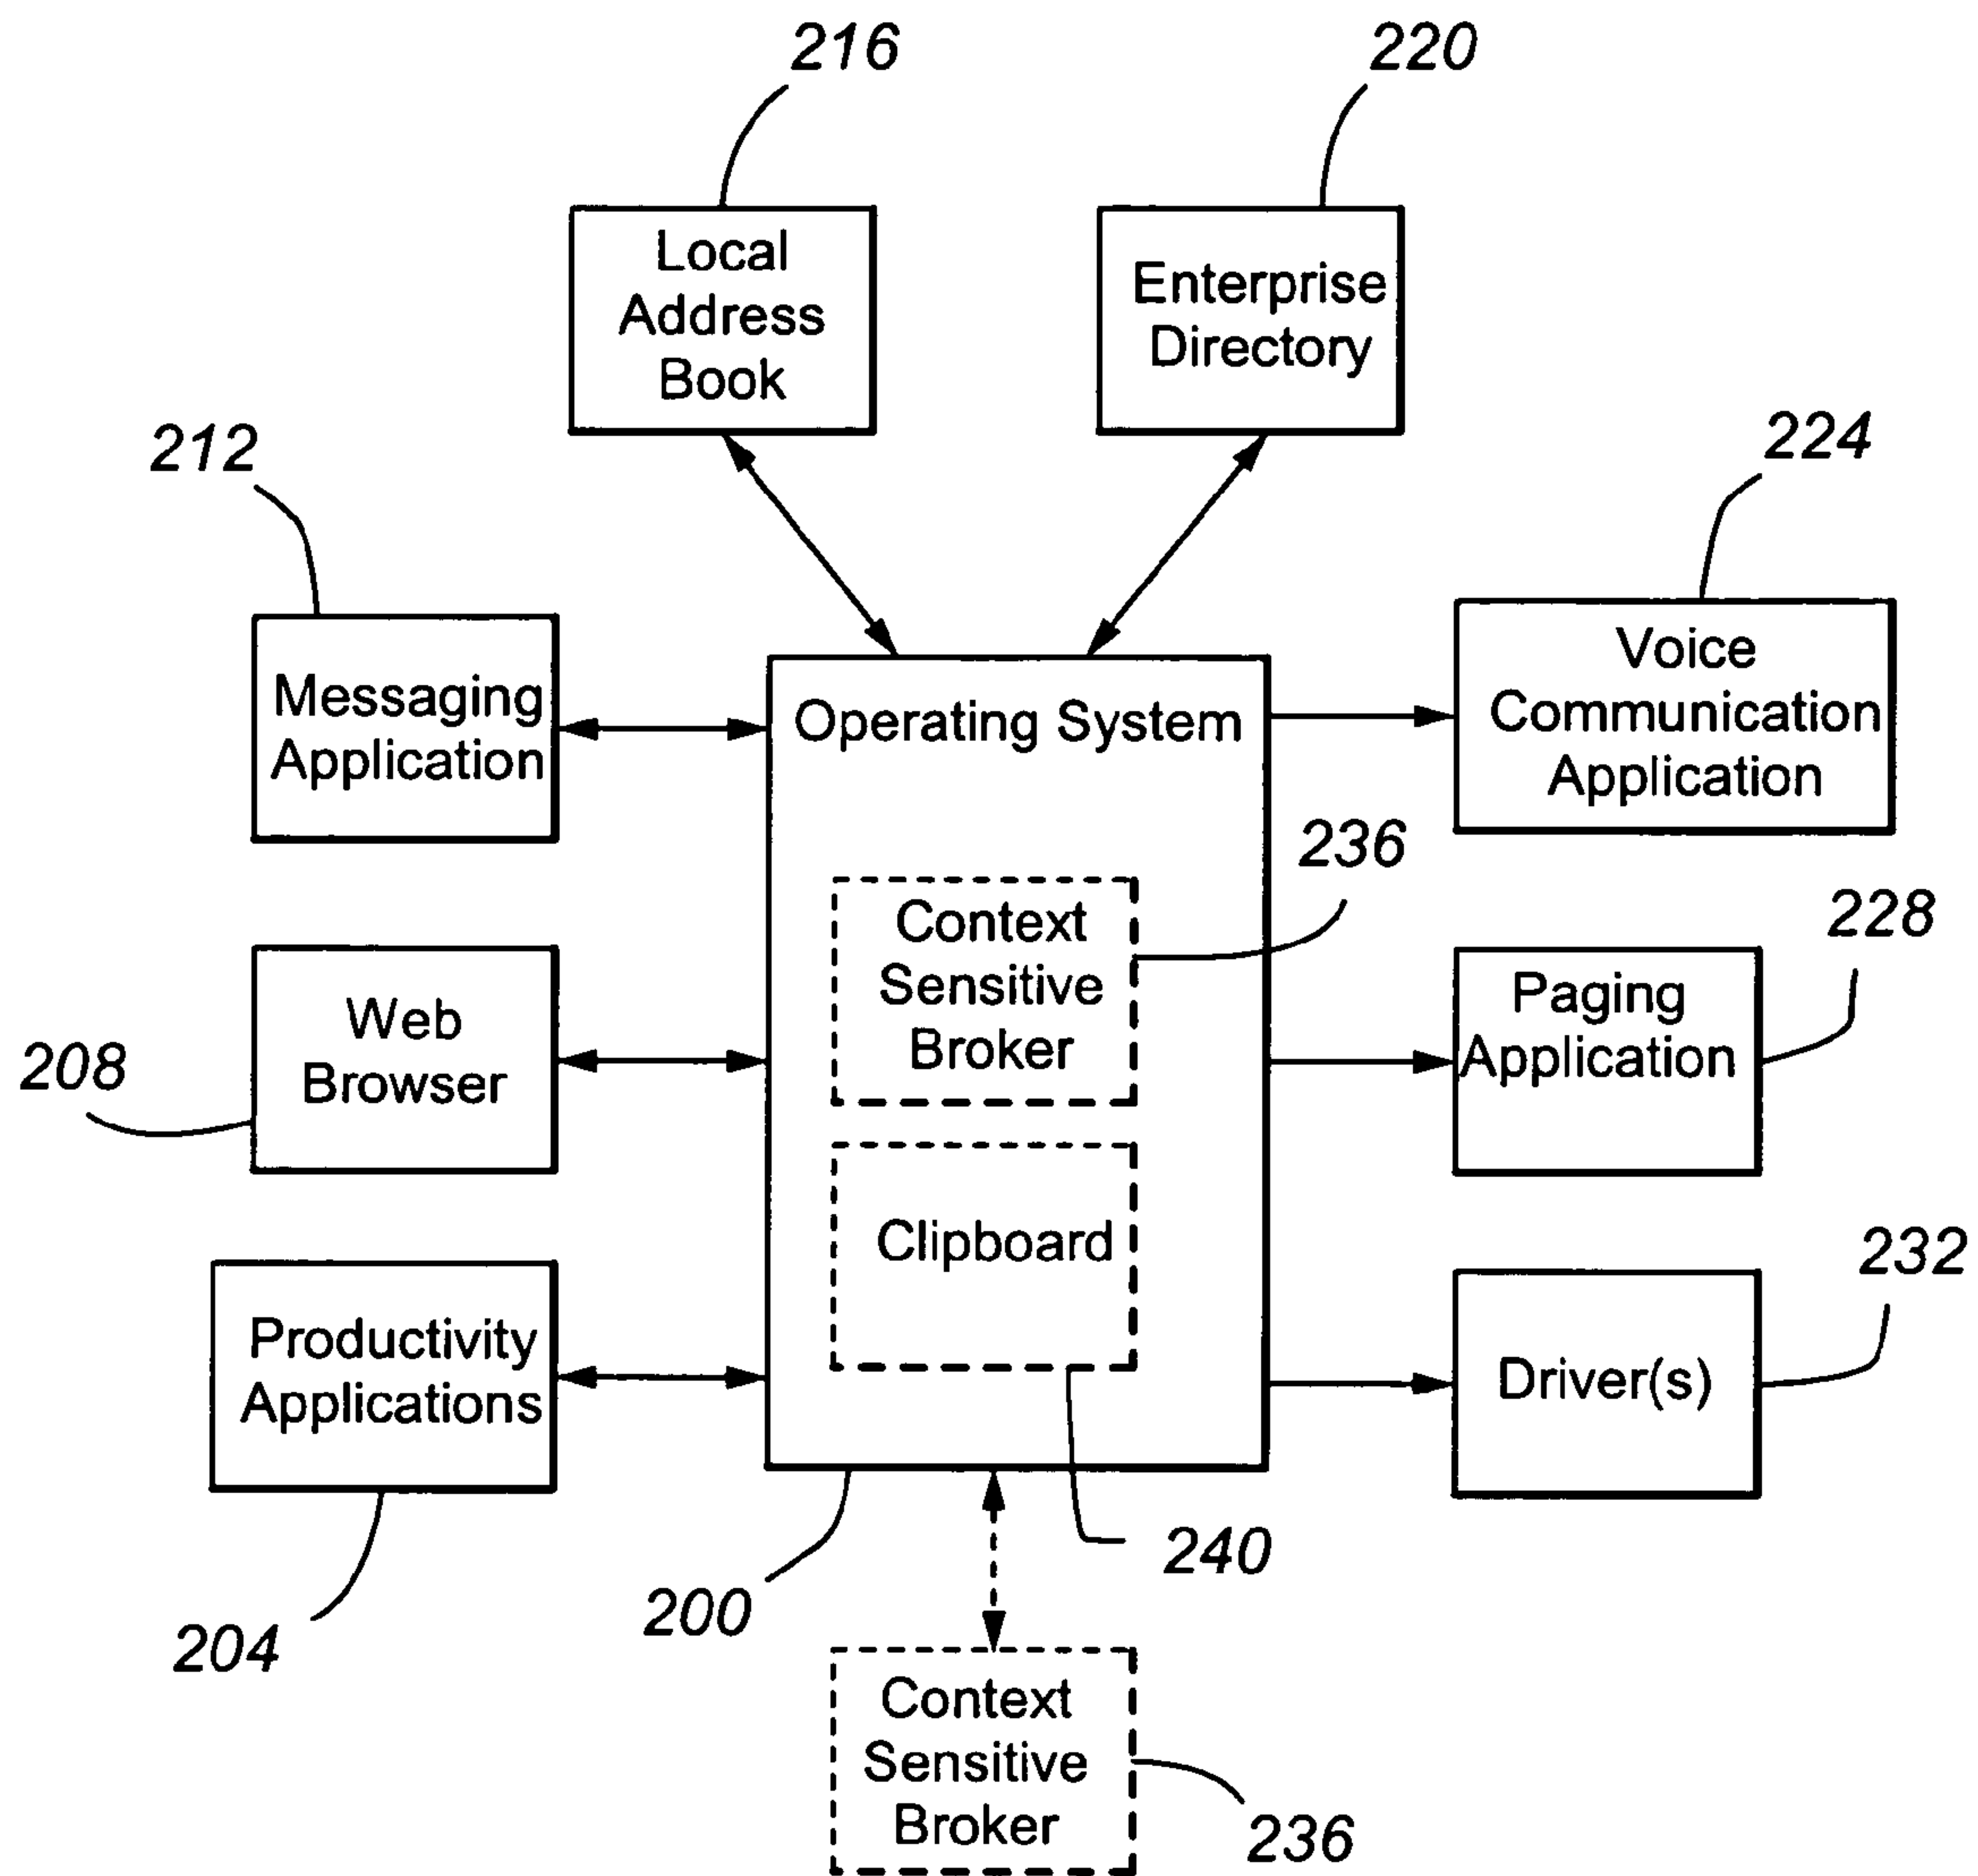 216
220
Local
Address
Book
Enterprise
Directory
212
224
Messaging
Application
Operating System
Voice
Communication
Application
236
228
Context
Sensitive
Broker
Web
Browser
Paging
Application
208
Clipboard
232
Productivity
Applications
Driver(s)
240
200
204
Context
Sensitive
Broker
236